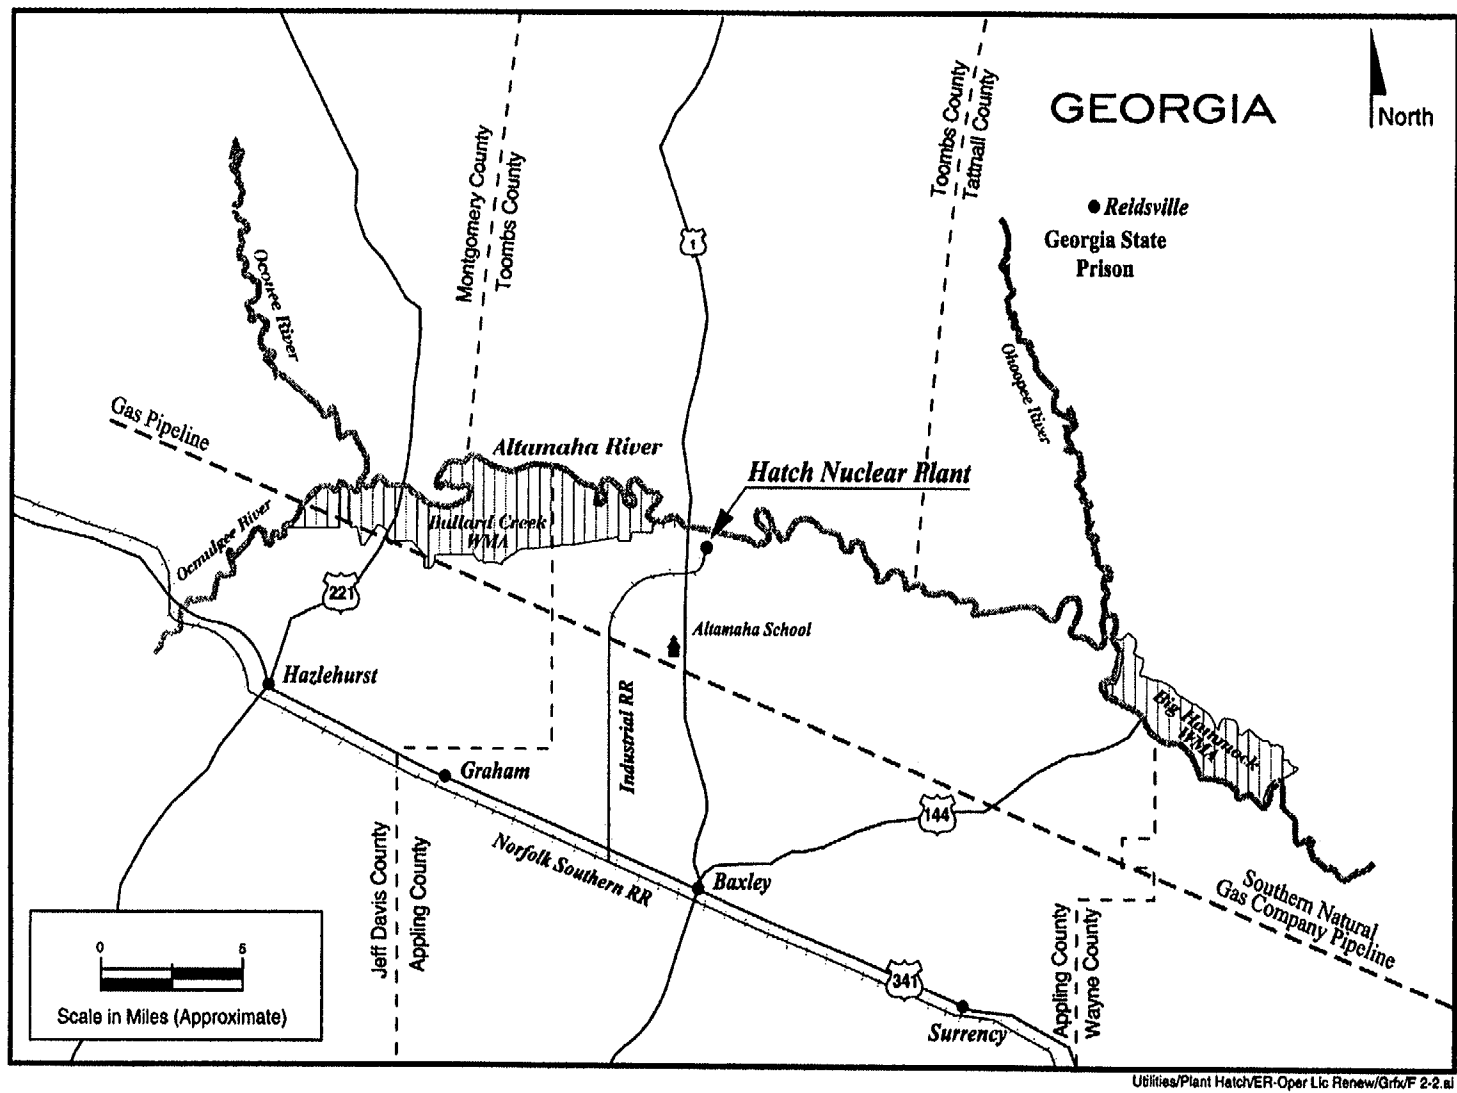 GEORGIA
North
Montgomery County
Toombs County
Toombs County
Tattnall County
Reidsville
Georgia State
Prison
1
Oconee River
Ohoopee River
Gas Pipeline
Altamaha River
Hatch Nuclear Plant
Ocmulgee River
Bullard Creek
WMA
221
Altamaha School
Hazlehurst
Industrial RR
Big Hammock
WMA
Graham
144
Norfolk Southern RR
Baxley
Jeff Davis County
Appling County
Southern Natural
Gas Company Pipeline
Appling County
Wayne County
341
Surrency
0 5
Scale in Miles (Approximate)
Utilities/Plant Hatch/ER-Oper Lic Renew/Grfx/F 2-2.ai